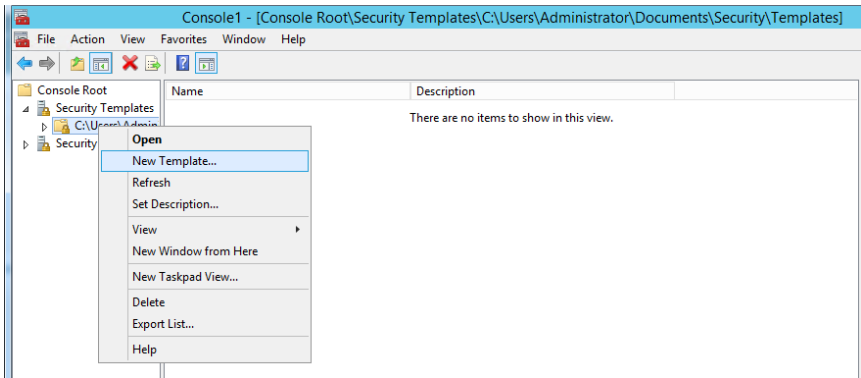 Console1 - [Console Root\Security Templates\C:\Users\Administrator\Documents\Security\Templates]
File Action View Favorites Window Help
Console Root
Name Description
Security Templates
There are no items to show in this view.
C:\Users\Admin
Security
Open
New Template...
Refresh
Set Description...
View
New Window from Here
New Taskpad View...
Delete
Export List...
Help